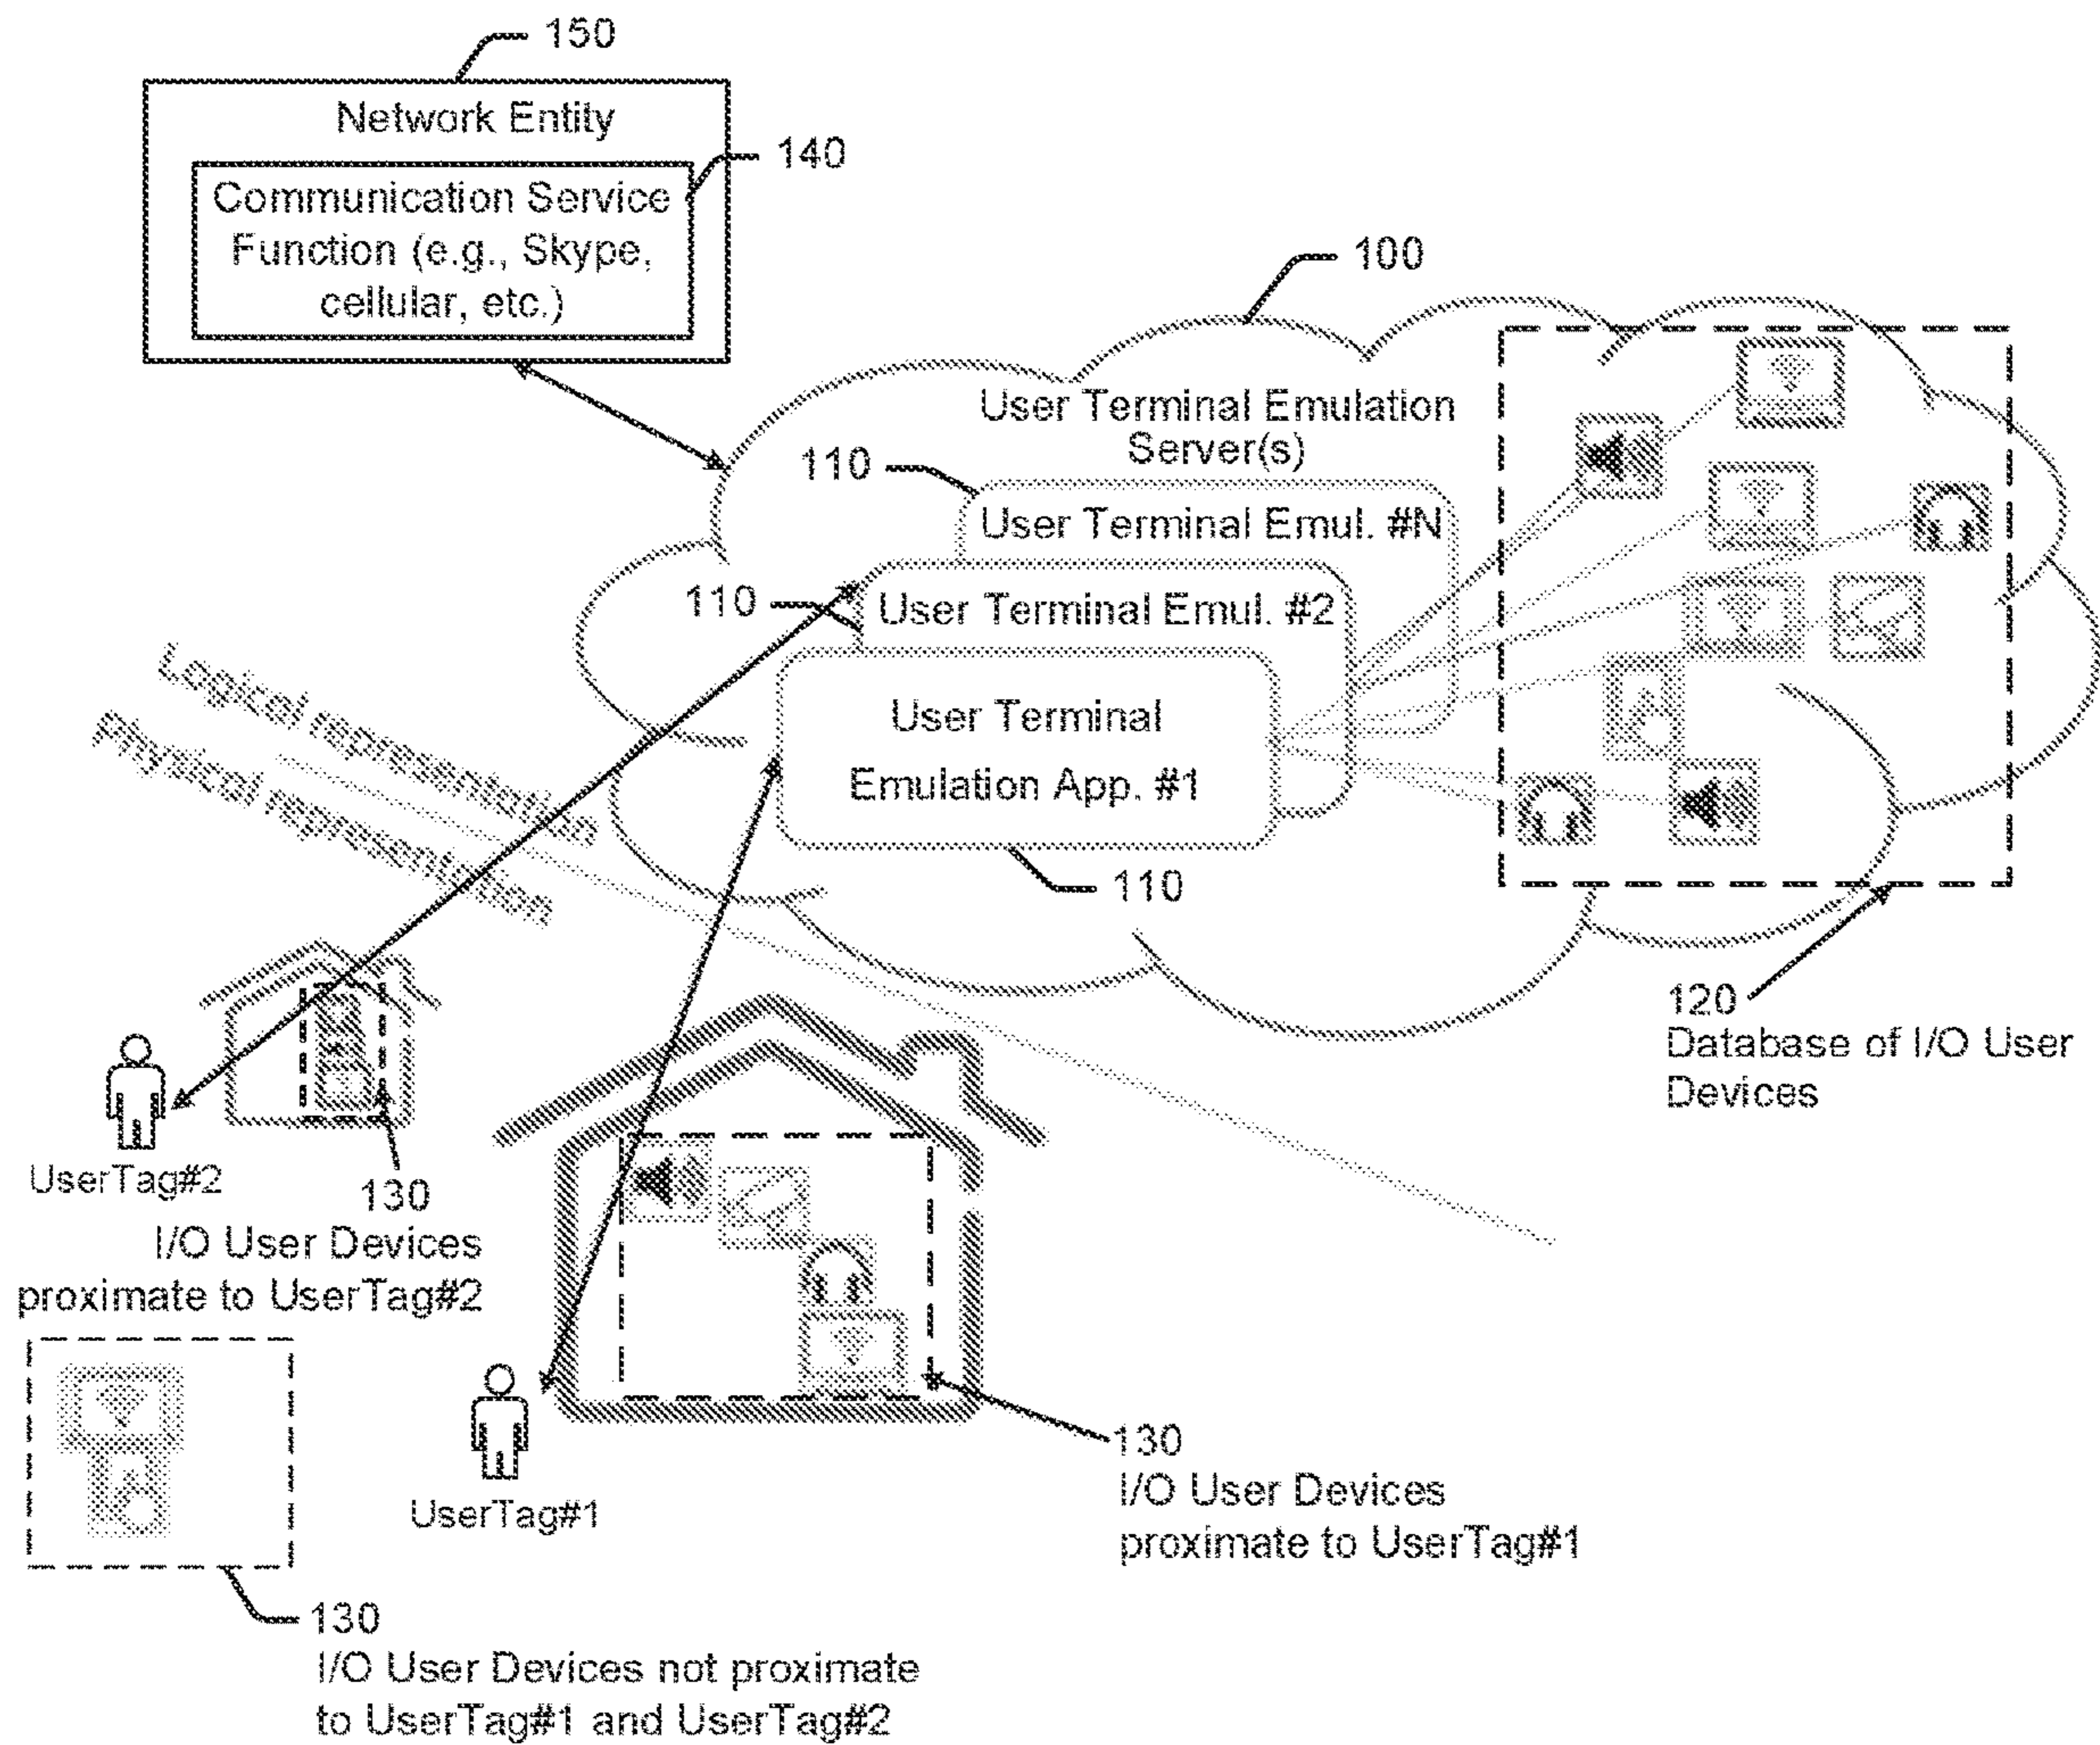 150
Network Entity
140
Communication Service
Function (e.g., Skype,
cellular, etc.)
100
User Terminal Emulation
Server(s)
110
User Terminal Emul. #N
110
User Terminal Emul. #2
User Terminal
Emulation App. #1
110
Logical representation
Physical representation
120
Database of I/O User
Devices
UserTag#2
130
I/O User Devices
proximate to UserTag#2
UserTag#1
130
I/O User Devices
proximate to UserTag#1
130
I/O User Devices not proximate
to UserTag#1 and UserTag#2